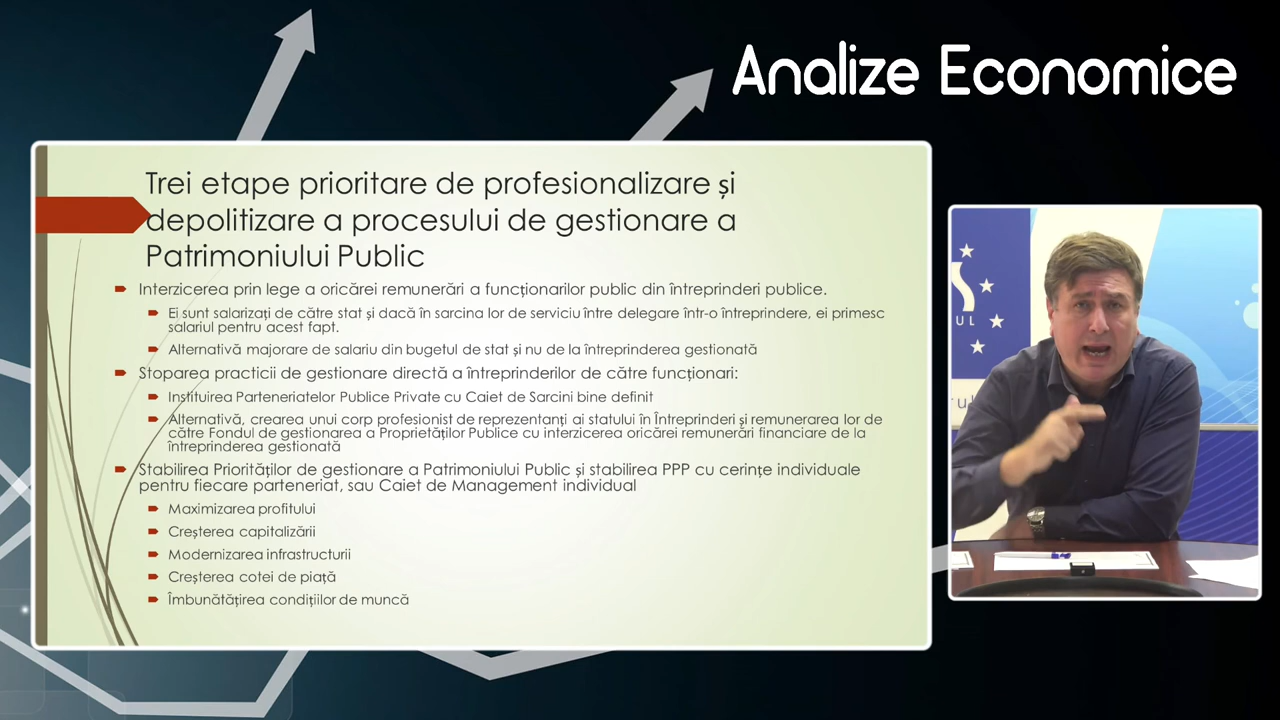 Analize Economice
Trei etape prioritare de profesionalizare și
depolitizare a procesului de gestionare a
Patrimoniului Public
Interzicerea prin lege a oricărei remunerări a funcționarilor public din întreprinderi publice.
Ei sunt salarizați de către stat și dacă în sarcina lor de serviciu între delegare într-o întreprindere, ei primesc
salariul pentru acest fapt.
Alternativă majorare de salariu din bugetul de stat și nu de la întreprinderea gestionată
Stoparea practicii de gestionare directă a întreprinderilor de către funcționari:
Instituirea Parteneriatelor Publice Private cu Caiet de Sarcini bine definit
Alternativă, crearea unui corp profesionist de reprezentanți ai statului în Întreprinderi și remunerarea lor de
către Fondul de gestionarea a Proprietăților Publice cu interzicerea oricărei remunerări financiare de la
întreprinderea gestionată
Stabilirea Priorităților de gestionare a Patrimoniului Public și stabilirea PPP cu cerințe individuale
pentru fiecare parteneriat, sau Caiet de Management individual
Maximizarea profitului
Creșterea capitalizării
Modernizarea infrastructurii
Creșterea cotei de piață
Îmbunătățirea condițiilor de muncă
UL